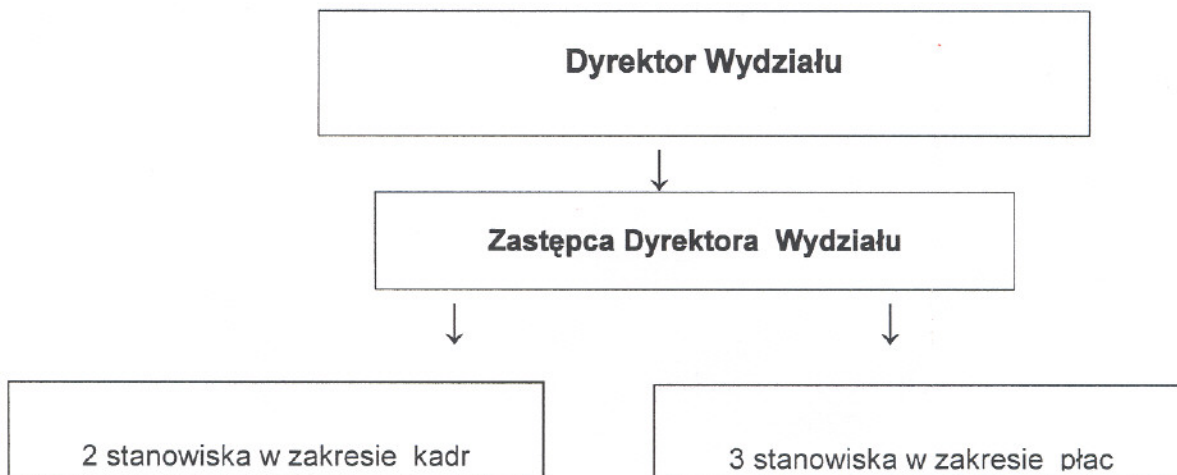 Dyrektor Wydziału
Zastępca Dyrektora Wydziału
2 stanowiska w zakresie kadr
3 stanowiska w zakresie płac